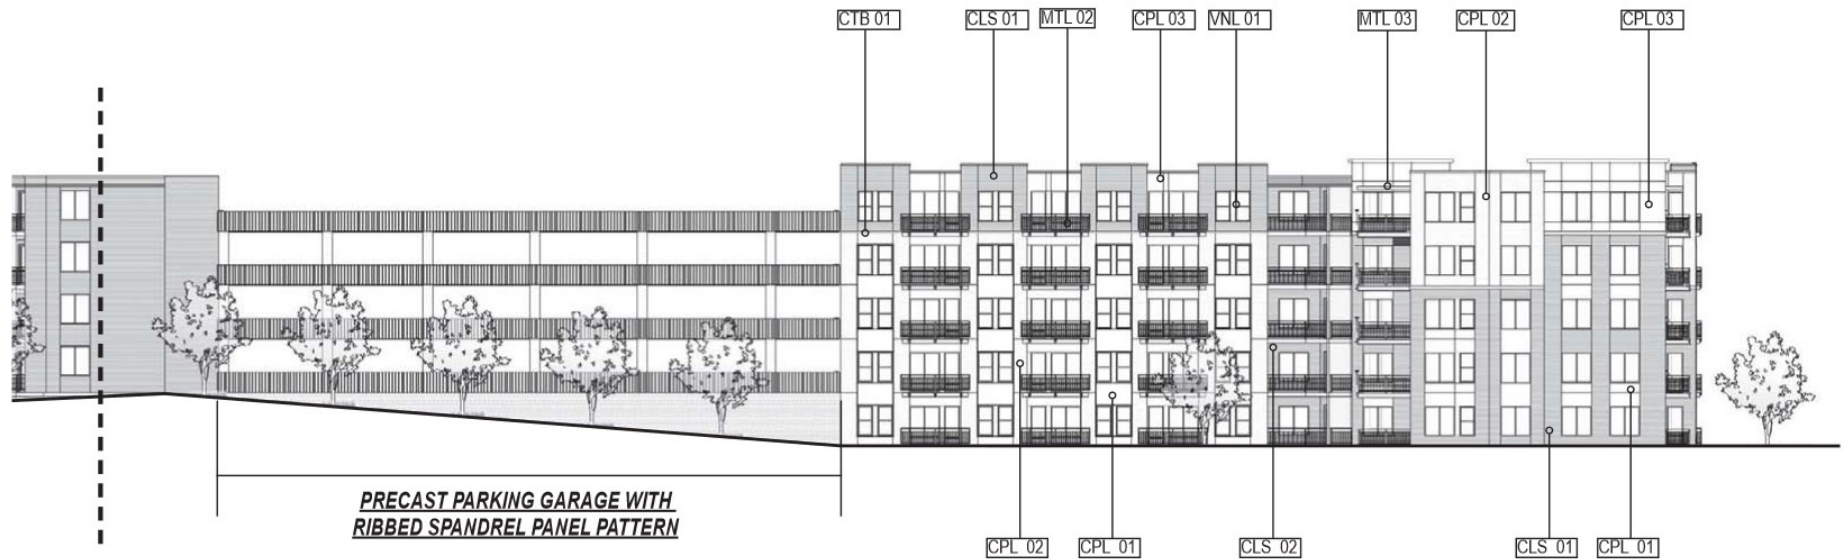 CTB 01
CLS 01
MTL 02
CPL 03
VNL 01
MTL 03
CPL 02
CPL 03
PRECAST PARKING GARAGE WITH
RIBBED SPANDREL PANEL PATTERN
CPL 02
CPL 01
CLS 02
CLS 01
CPL 01